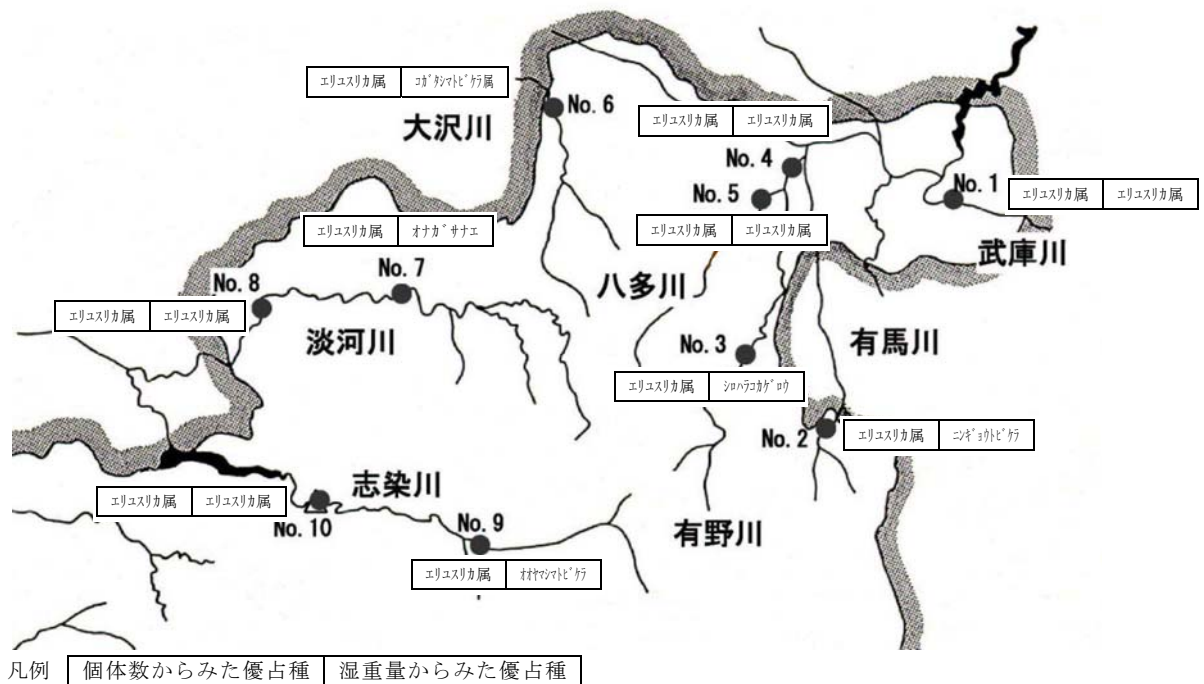 エリユスリカ属 コガタシマトビケラ属
No. 6
大沢川
エリユスリカ属 エリユスリカ属
No. 4
No. 5
No. 1
エリユスリカ属 エリユスリカ属
エリユスリカ属 オナガサナエ
エリユスリカ属 エリユスリカ属
武庫川
No. 7
八多川
No. 8
エリユスリカ属 エリユスリカ属
淡河川
有馬川
No. 3
エリユスリカ属 シロハラコカゲロウ
No. 2
エリユスリカ属 ニンギョウトビケラ
志染川
エリユスリカ属 エリユスリカ属
No. 10
No. 9
有野川
エリユスリカ属 オオヤマシマトビケラ
凡例 個体数からみた優占種 湿重量からみた優占種